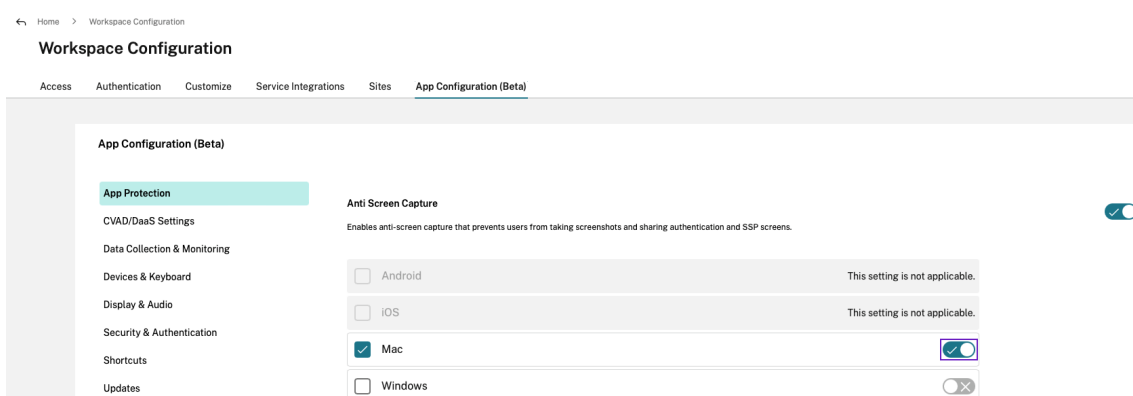 Home > Workspace Configuration
Workspace Configuration
Access Authentication Customize Service Integrations Sites App Configuration (Beta)
App Configuration (Beta)
App Protection
CVAD/DaaS Settings
Data Collection & Monitoring
Devices & Keyboard
Display & Audio
Security & Authentication
Shortcuts
Updates
Anti Screen Capture
Enables anti-screen capture that prevents users from taking screenshots and sharing authentication and SSP screens.
Android This setting is not applicable.
iOS This setting is not applicable.
Mac
Windows